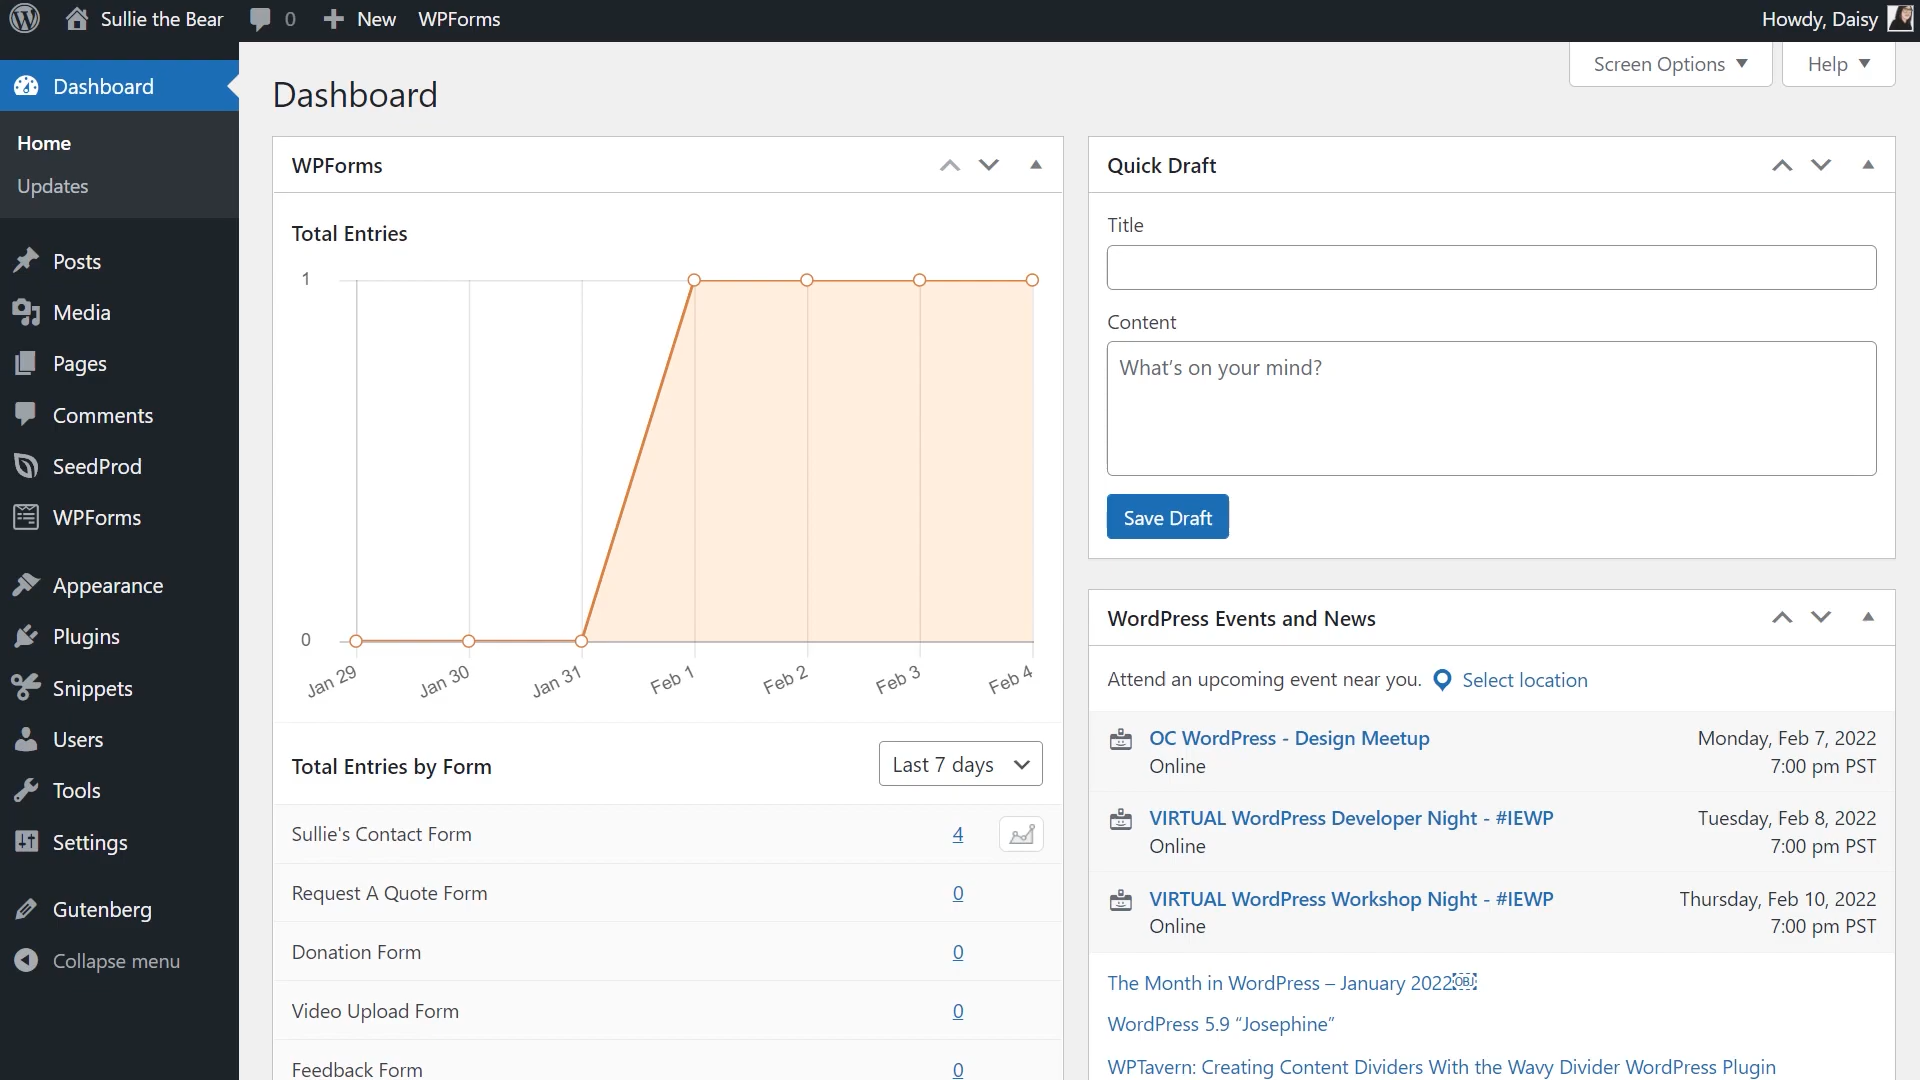 Sullie the Bear 0 New WPForms Howdy, Daisy
Dashboard
Home
Updates
Posts
Media
Pages
Comments
SeedProd
WPForms
Appearance
Plugins
Snippets
Users
Tools
Settings
Gutenberg
Collapse menu
Screen Options Help
Dashboard
WPForms
Total Entries
1
0
Jan 29 Jan 30 Jan 31 Feb 1 Feb 2 Feb 3 Feb 4
Total Entries by Form Last 7 days
Sullie's Contact Form 4
Request A Quote Form 0
Donation Form 0
Video Upload Form 0
Feedback Form 0
Quick Draft
Title
Content
What's on your mind?
Save Draft
WordPress Events and News
Attend an upcoming event near you. Select location
OC WordPress - Design Meetup Monday, Feb 7, 2022
Online 7:00 pm PST
VIRTUAL WordPress Developer Night - #IEWP Tuesday, Feb 8, 2022
Online 7:00 pm PST
VIRTUAL WordPress Workshop Night - #IEWP Thursday, Feb 10, 2022
Online 7:00 pm PST
The Month in WordPress – January 2022￼
WordPress 5.9 “Josephine”
WPTavern: Creating Content Dividers With the Wavy Divider WordPress Plugin